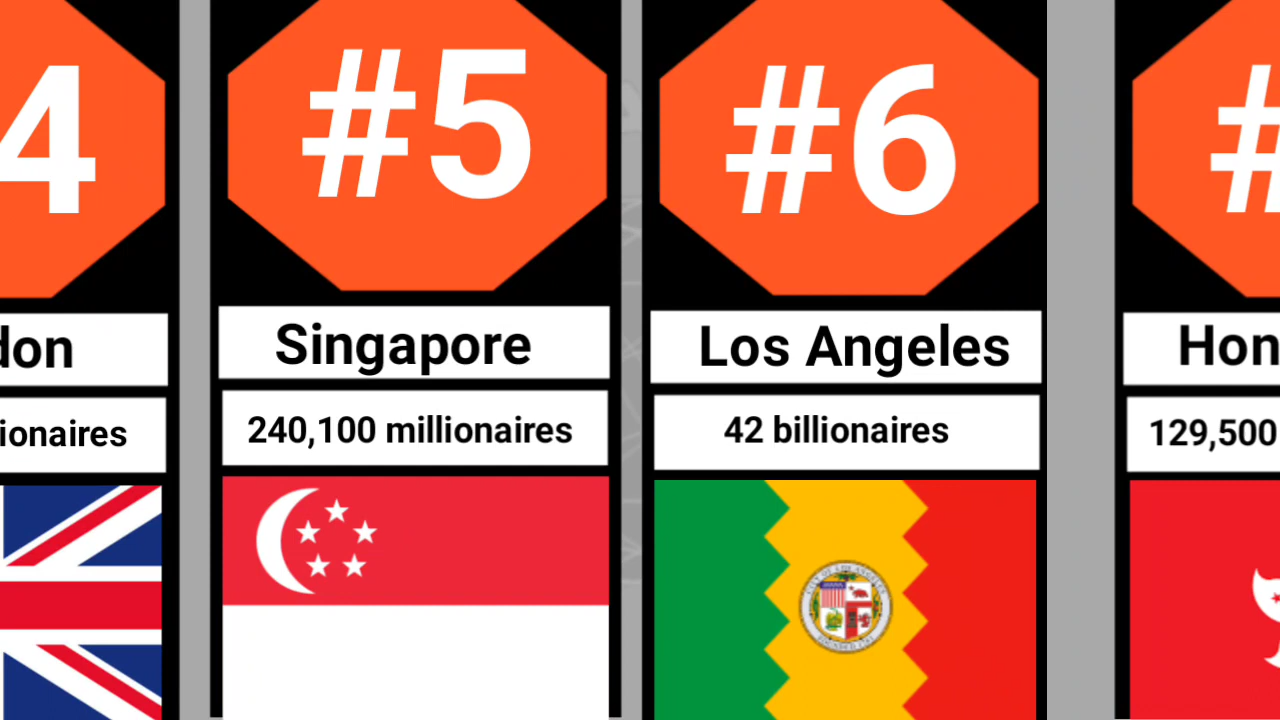 4
don
ionaires
#5
Singapore
240,100 millionaires
#6
Los Angeles
42 billionaires
#
Hon
129,500